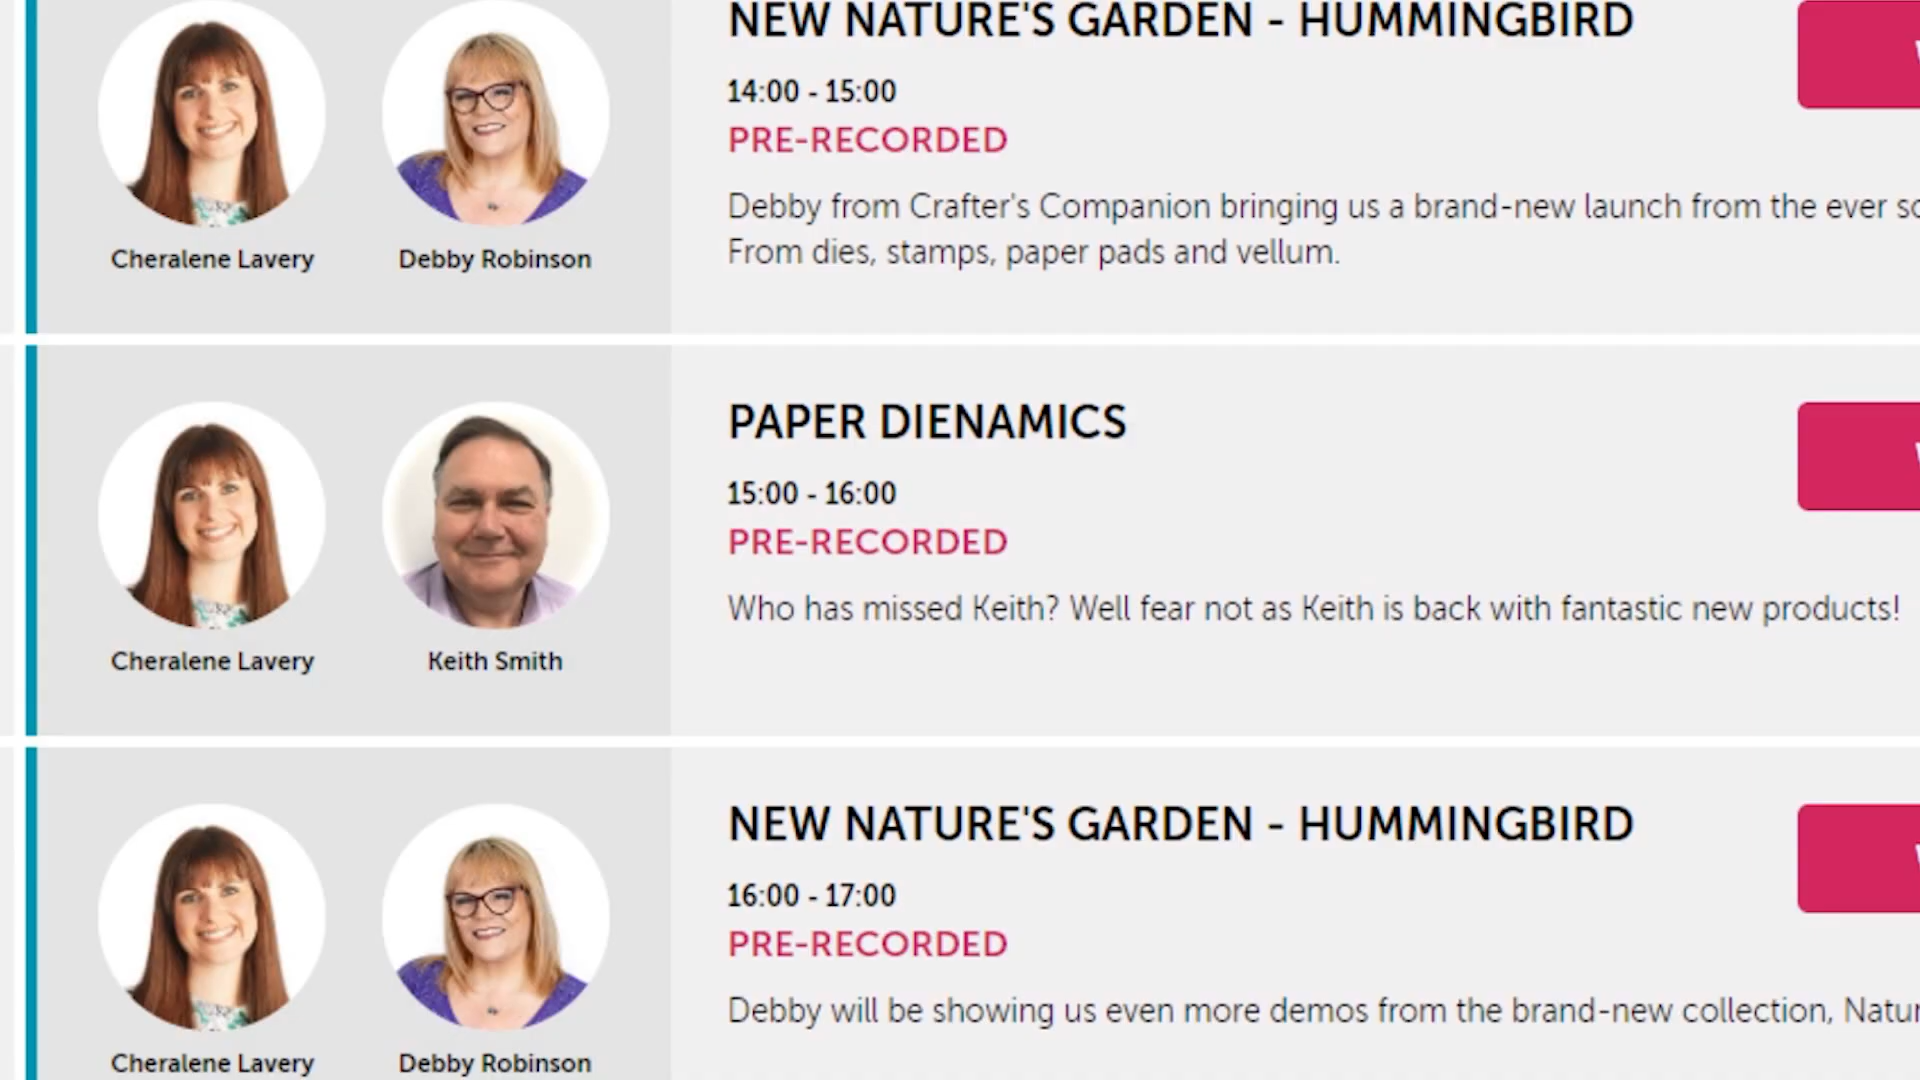 NEW NATURE'S GARDEN - HUMMINGBIRD
14:00 - 15:00
PRE-RECORDED
Debby from Crafter's Companion bringing us a brand-new launch from the ever
From dies, stamps, paper pads and vellum.
Cheralene Lavery
Debby Robinson
PAPER DIENAMICS
15:00 - 16:00
PRE-RECORDED
Who has missed Keith? Well fear not as Keith is back with fantastic new products!
Cheralene Lavery
Keith Smith
NEW NATURE'S GARDEN - HUMMINGBIRD
16:00 - 17:00
PRE-RECORDED
Debby will be showing us even more demos from the brand-new collection,
Cheralene Lavery
Debby Robinson